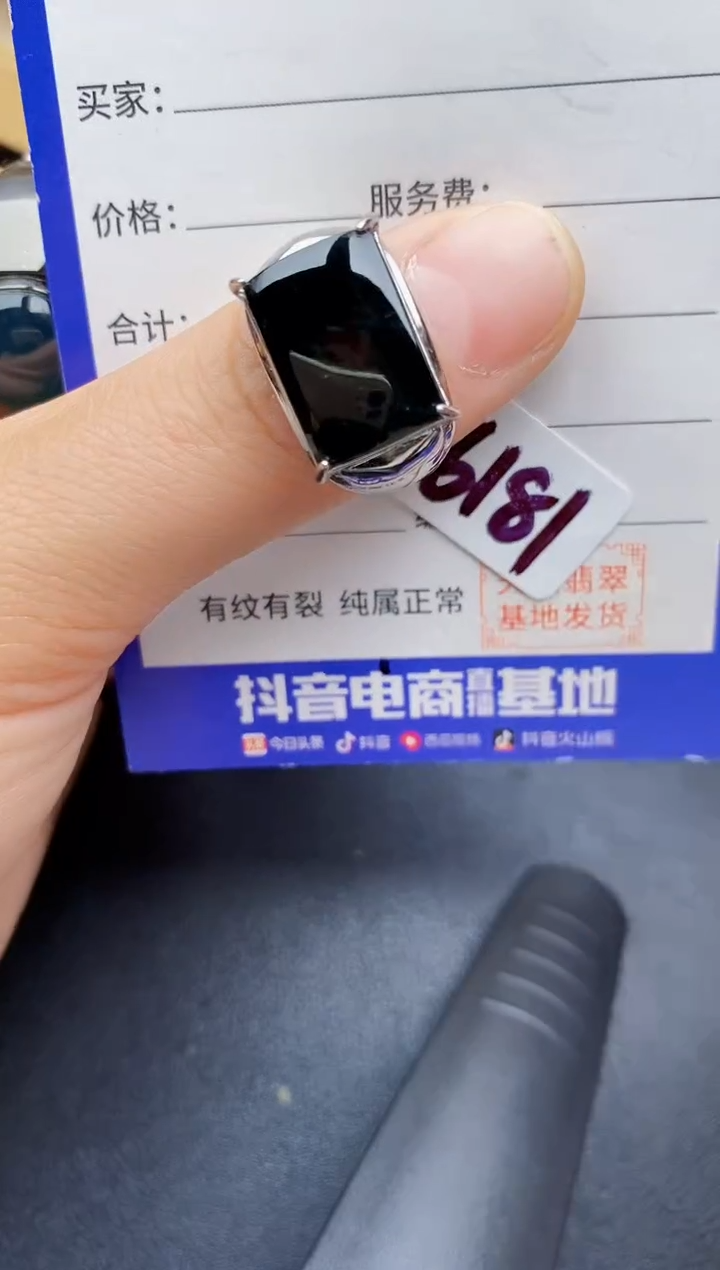 买家：
价格： 服务费：
合计：
6181
有纹有裂 纯属正常
翡翠
基地发货
抖音电商直播基地
今日头条 抖音 西瓜视频 抖音火山版